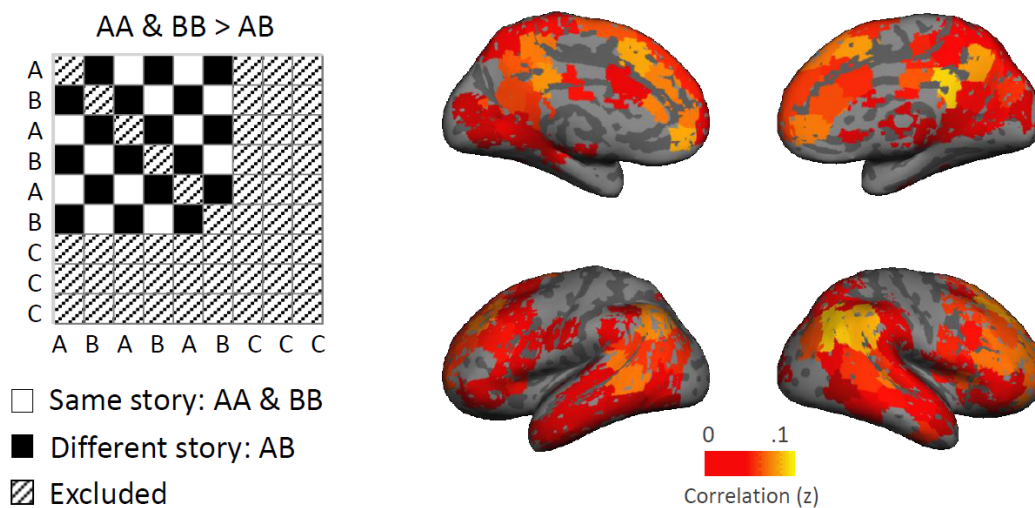 AA & BB > AB
A
B
A
B
A
B
C
C
C
A B A B A B C C C
Same story: AA & BB
Different story: AB
Excluded
0 .1
Correlation (z)